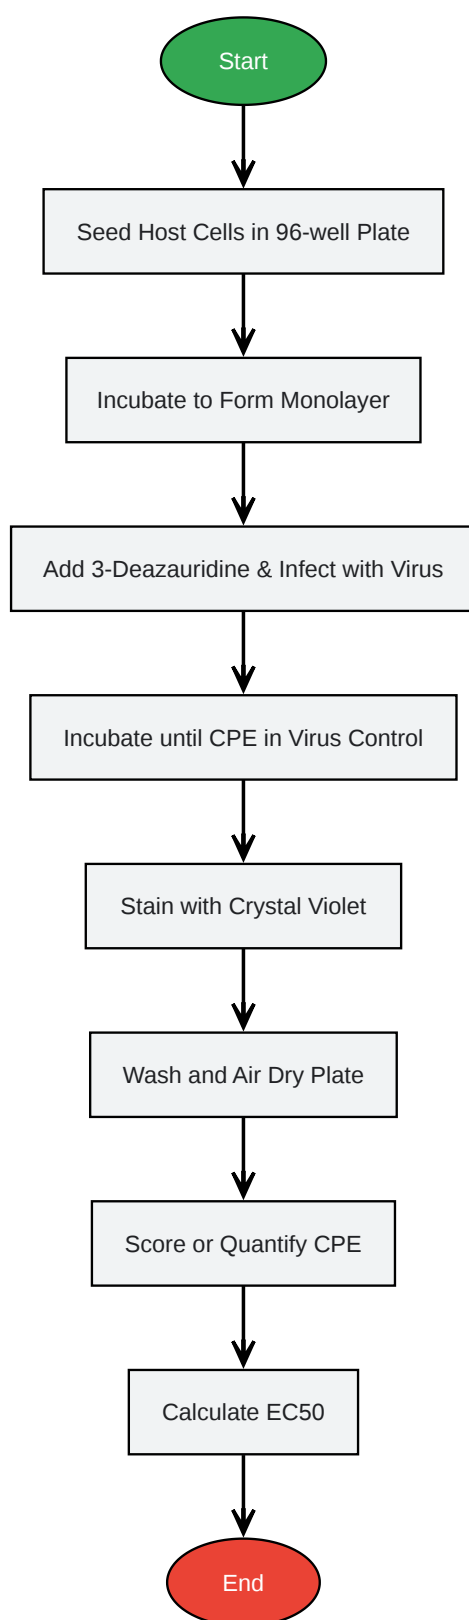 Start
Seed Host Cells in 96-well Plate
Incubate to Form Monolayer
Add 3-Deazauridine & Infect with Virus
Incubate until CPE in Virus Control
Stain with Crystal Violet
Wash and Air Dry Plate
Score or Quantify CPE
Calculate EC50
End